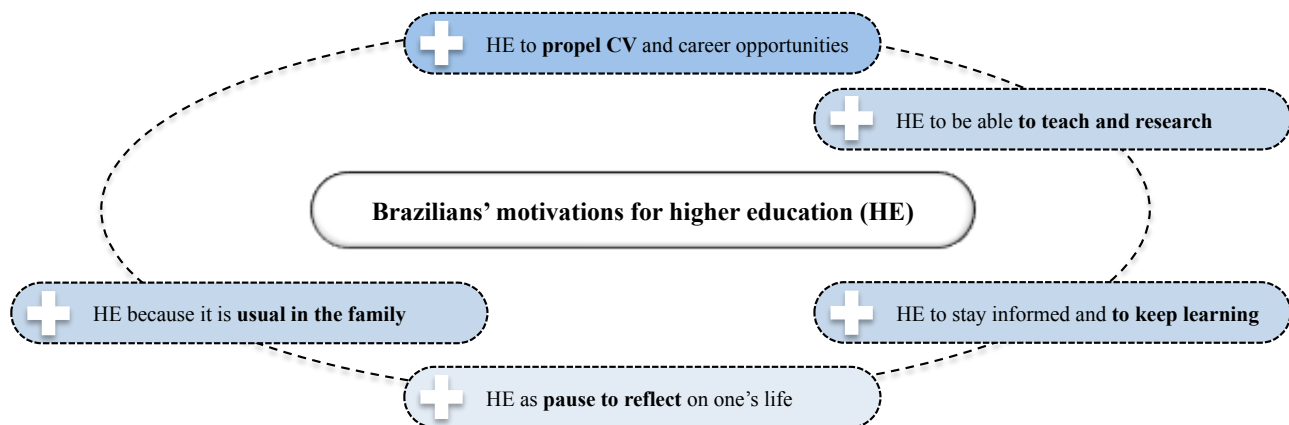 HE to propel CV and career opportunities
HE to be able to teach and research
Brazilians’ motivations for higher education (HE)
HE because it is usual in the family
HE to stay informed and to keep learning
HE as pause to reflect on one’s life